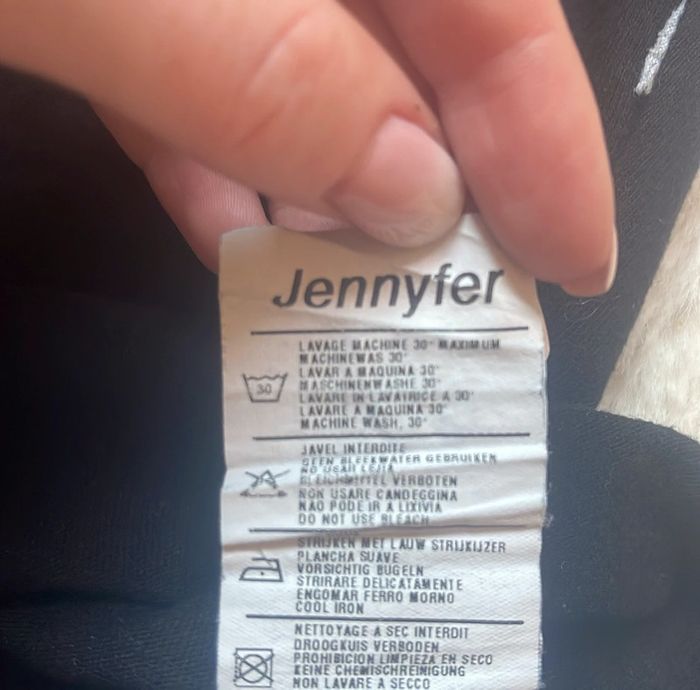 Jennyfer
30
LAVAGE MACHINE 30° MAXIMUM
MACHINEWAS 30°
LAVAR A MAQUINA 30°
MASCHINENWASHE 30°
LAVARE IN LAVATRICE A 30°
LAVARE A MAQUINA 30°
MACHINE WASH, 30°
JAVEL INTERDITE
GEEN BLEEKWATER GEBRUIKEN
NO USAR LEJIA
BLEICHMITTEL VERBOTEN
NON USARE CANDEGGINA
NAO PODE IR A LIXIVIA
DO NOT USE BLEACH
STRIJKEN MET LAUW STRIJKIJZER
PLANCHA SUAVE
VORSICHTIG BUGELN
STRIRARE DELICATAMENTE
ENGOMAR FERRO MORNO
COOL IRON
NETTOYAGE A SEC INTERDIT
DROOGKUIS VERBODEN
PROHIBICION LIMPIEZA EN SECO
KEINE CHEMISCHREINIGUNG
NON LAVARE A SECCO